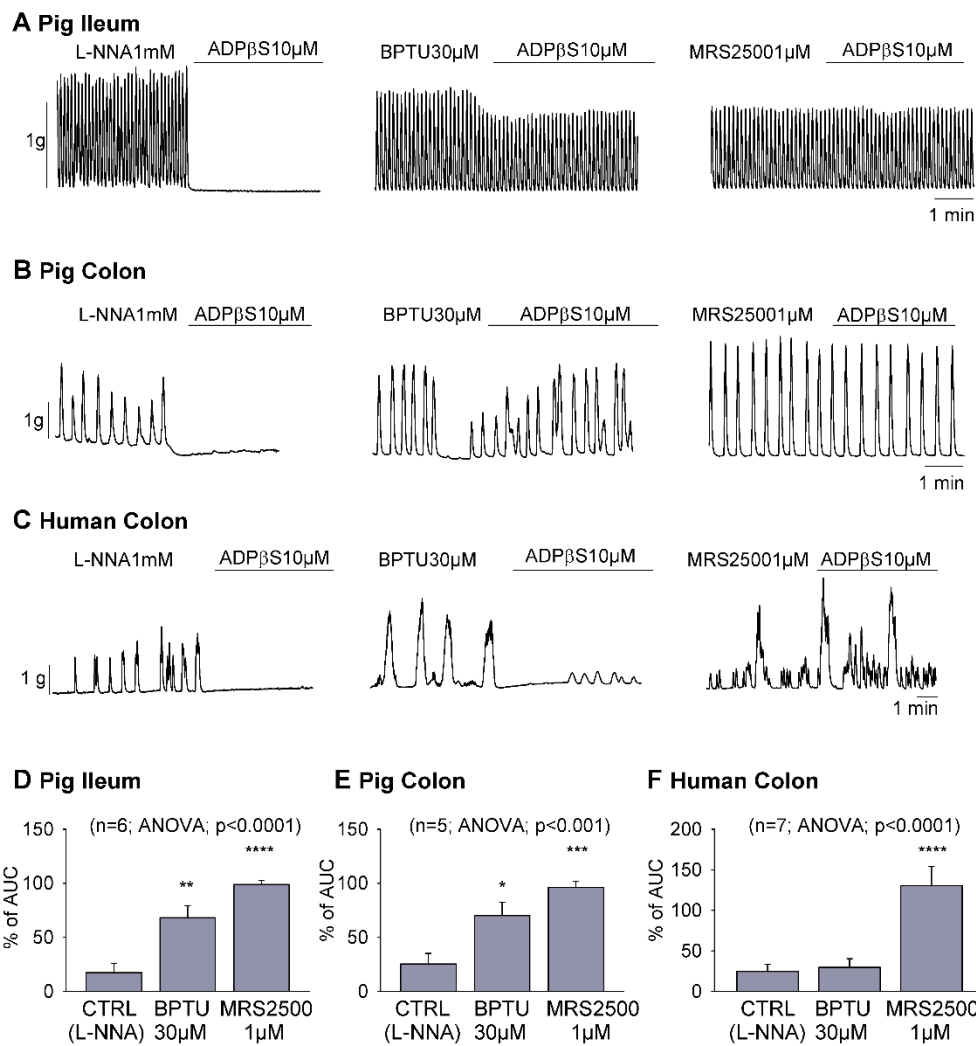 A Pig Ileum
L-NNA1mM ADPβS10µM BPTU30µM ADPβS10µM MRS25001µM ADPβS10µM
1g
1 min
B Pig Colon
L-NNA1mM ADPβS10µM BPTU30µM ADPβS10µM MRS25001µM ADPβS10µM
1g
1 min
C Human Colon
L-NNA1mM ADPβS10µM BPTU30µM ADPβS10µM MRS25001µM ADPβS10µM
1 g
1 min
D Pig Ileum
(n=6; ANOVA; p<0.0001)
% of AUC
150
100
50
0
**
****
CTRL BPTU MRS2500
(L-NNA) 30µM 1µM
E Pig Colon
(n=5; ANOVA; p<0.001)
% of AUC
150
100
50
0
*
***
CTRL BPTU MRS2500
(L-NNA) 30µM 1µM
F Human Colon
(n=7; ANOVA; p<0.0001)
% of AUC
200
150
100
50
0
****
CTRL BPTU MRS2500
(L-NNA) 30µM 1µM